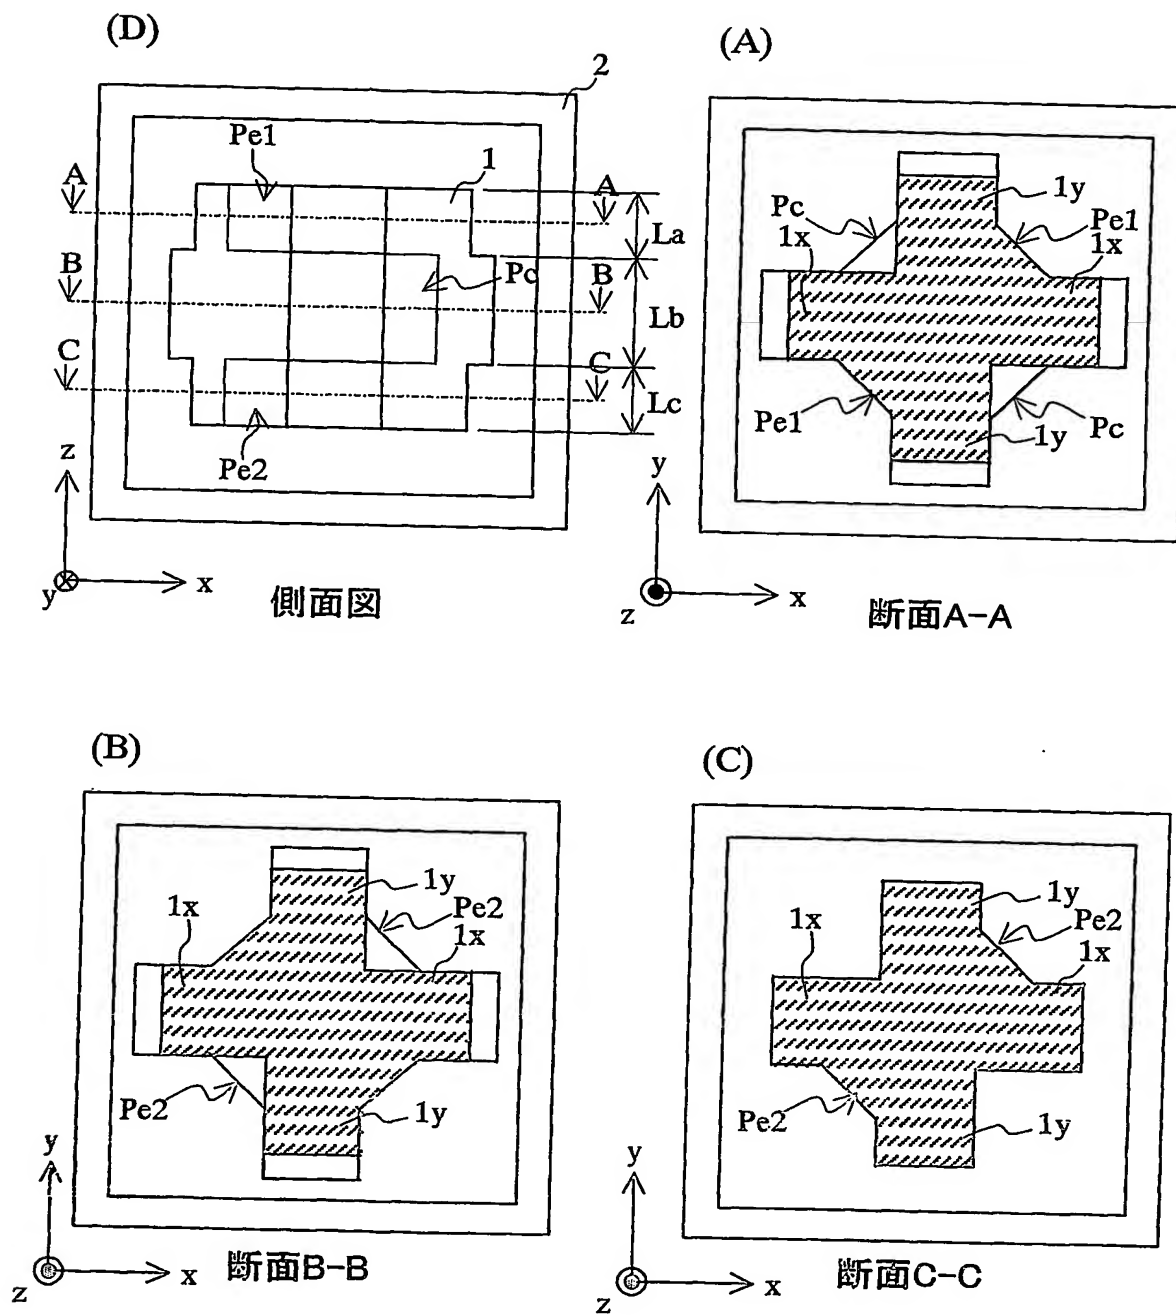 (D)
2
Pe1
1
A
A
La
B
Pc
B
Lb
C
C
Lc
Pe2
z
y
x
側面図
(A)
1y
Pc
Pe1
1x
1x
Pe1
1y
Pc
y
z
x
断面A-A
(B)
1y
1x
Pe2
1x
Pe2
1y
y
z
x
断面B-B
(C)
1y
Pe2
1x
1x
Pe2
1y
y
z
x
断面C-C